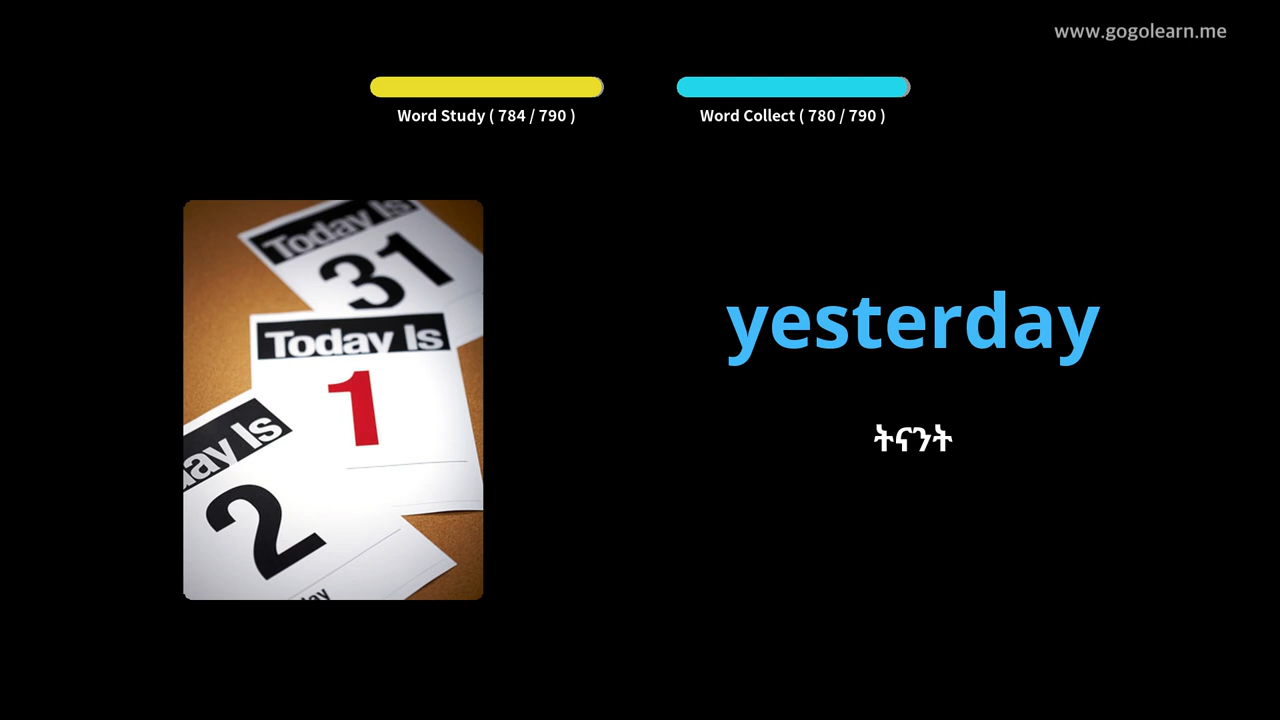 www.gogolearn.me
Word Study ( 784 / 790 )
Word Collect ( 780 / 790 )
Today Is
31
Today Is
1
day Is
2
yesterday
ትናንት